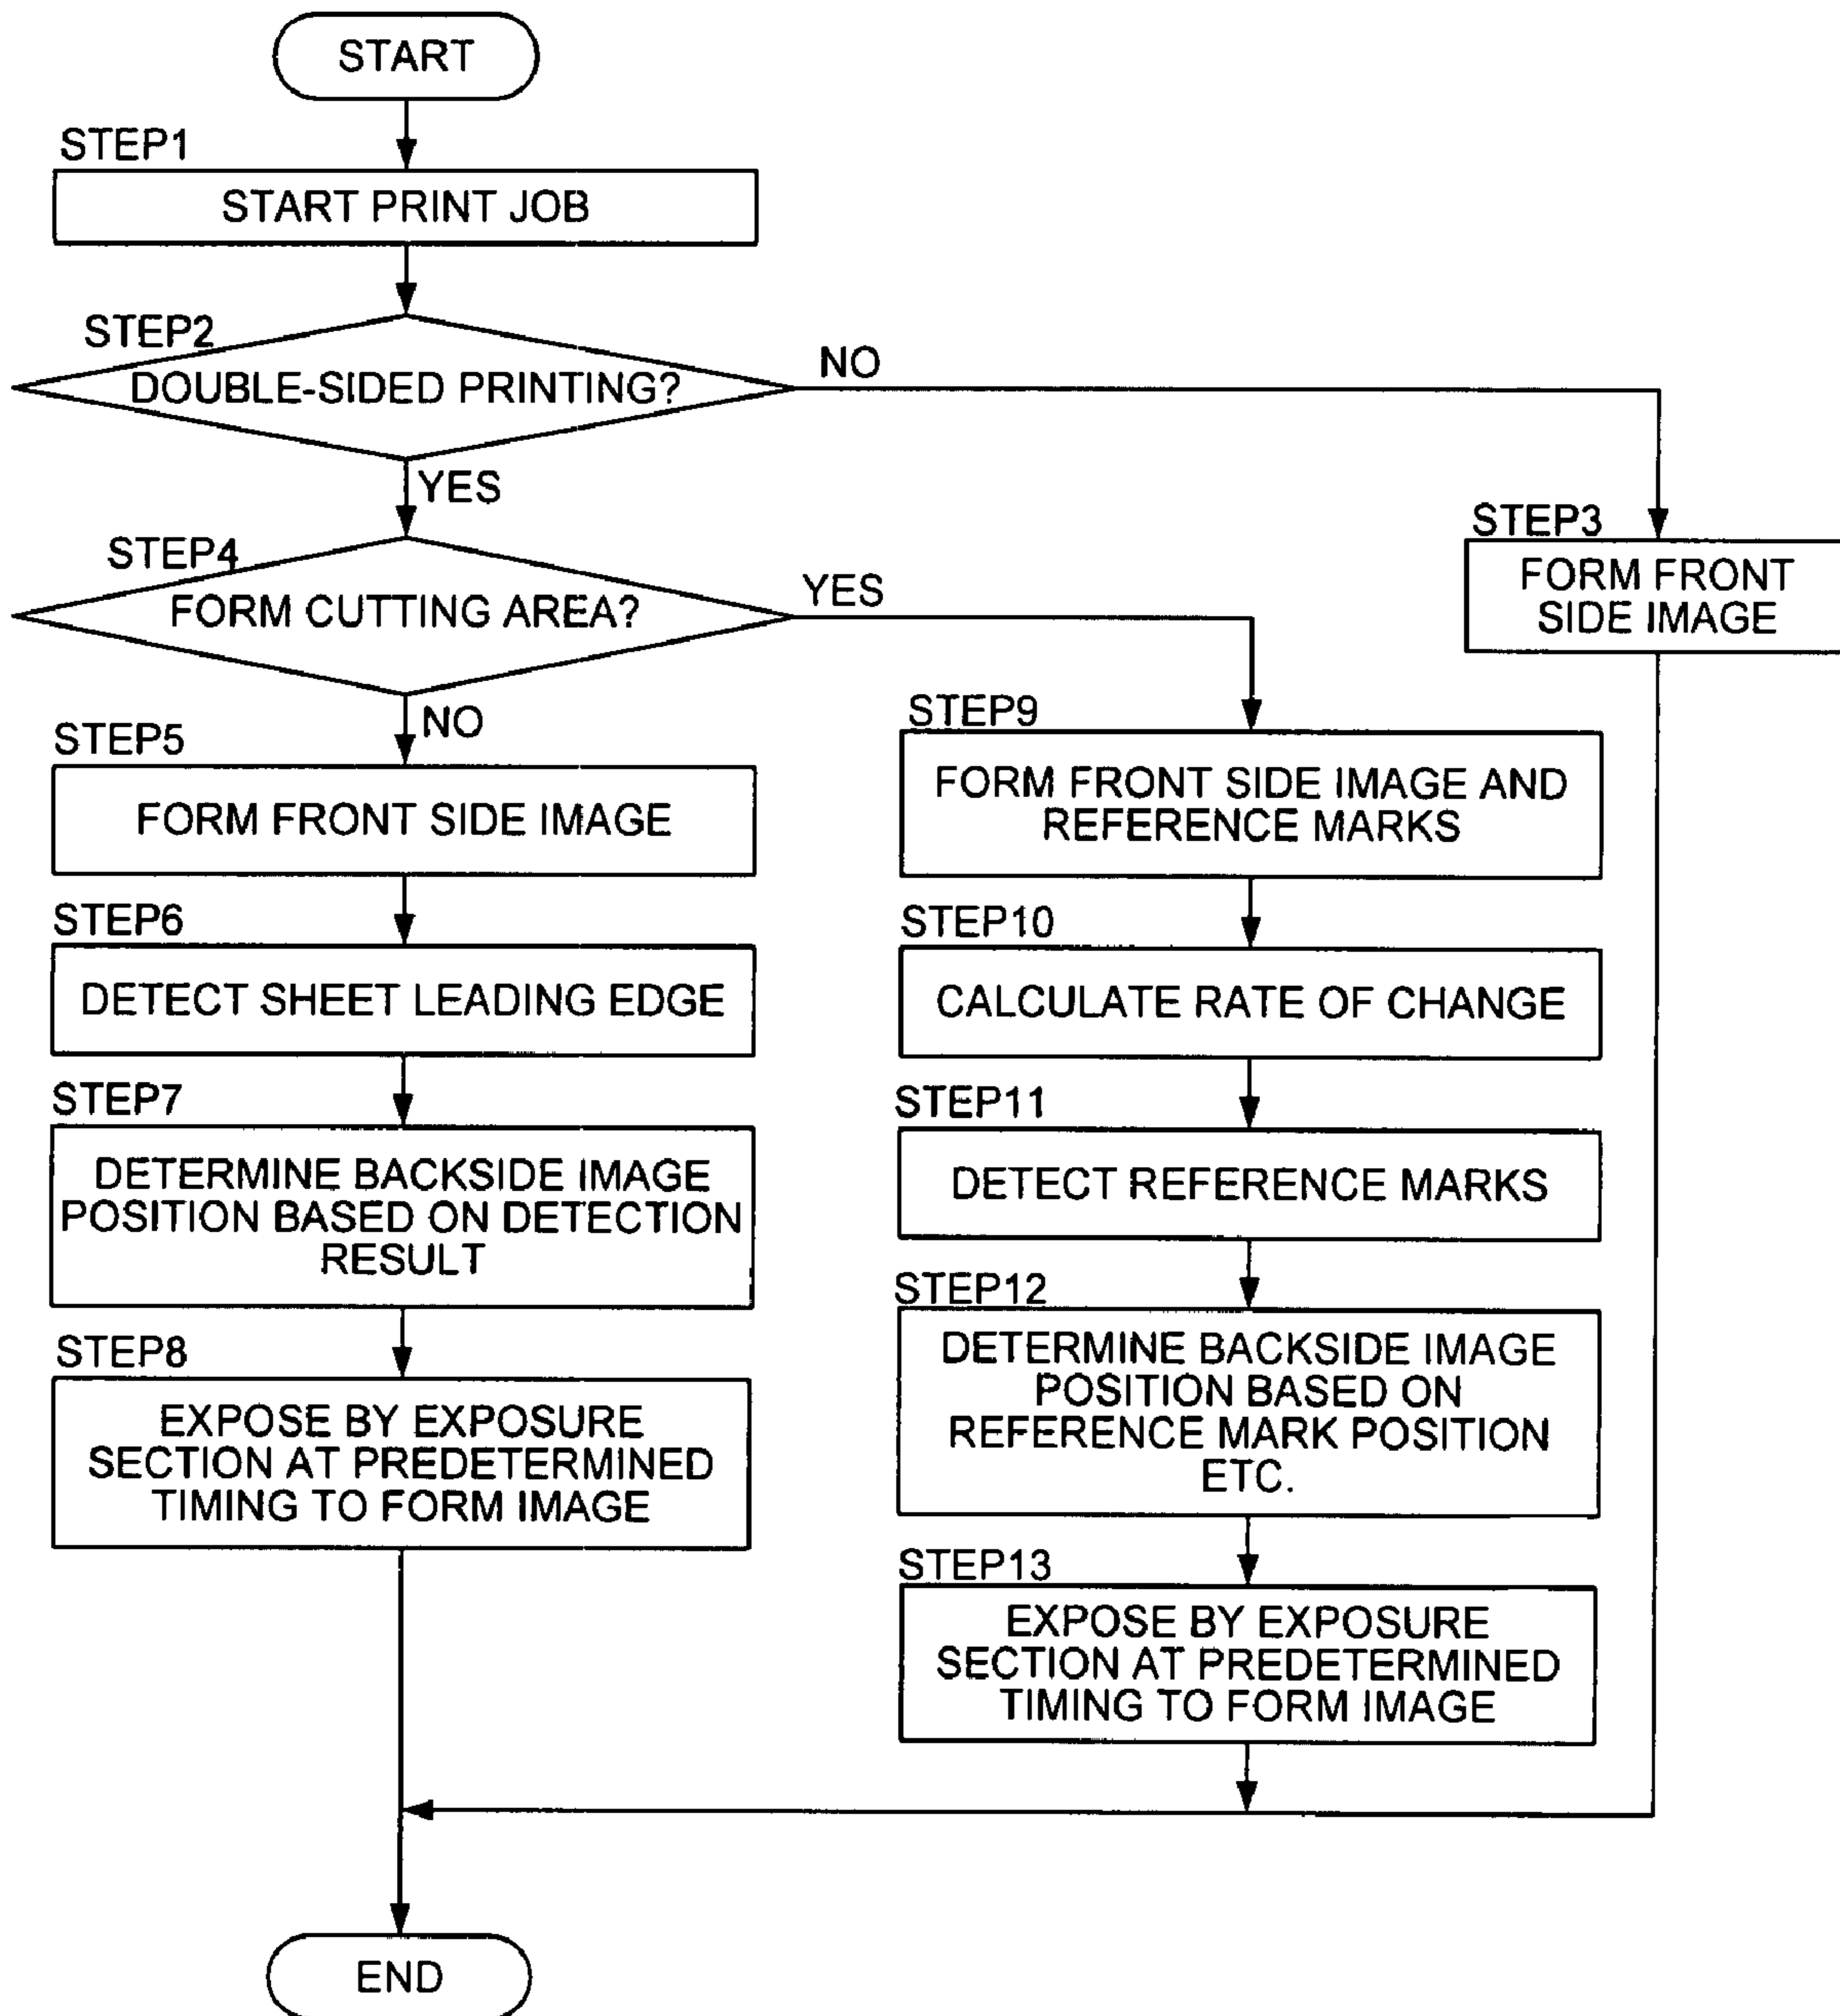 START
STEP1
START PRINT JOB
STEP2
DOUBLE-SIDED PRINTING?
NO
YES
STEP3
FORM FRONT
SIDE IMAGE
STEP4
FORM CUTTING AREA?
YES
NO
STEP5
FORM FRONT SIDE IMAGE
STEP6
DETECT SHEET LEADING EDGE
STEP7
DETERMINE BACKSIDE IMAGE
POSITION BASED ON DETECTION
RESULT
STEP8
EXPOSE BY EXPOSURE
SECTION AT PREDETERMINED
TIMING TO FORM IMAGE
STEP9
FORM FRONT SIDE IMAGE AND
REFERENCE MARKS
STEP10
CALCULATE RATE OF CHANGE
STEP11
DETECT REFERENCE MARKS
STEP12
DETERMINE BACKSIDE IMAGE
POSITION BASED ON
REFERENCE MARK POSITION
ETC.
STEP13
EXPOSE BY EXPOSURE
SECTION AT PREDETERMINED
TIMING TO FORM IMAGE
END